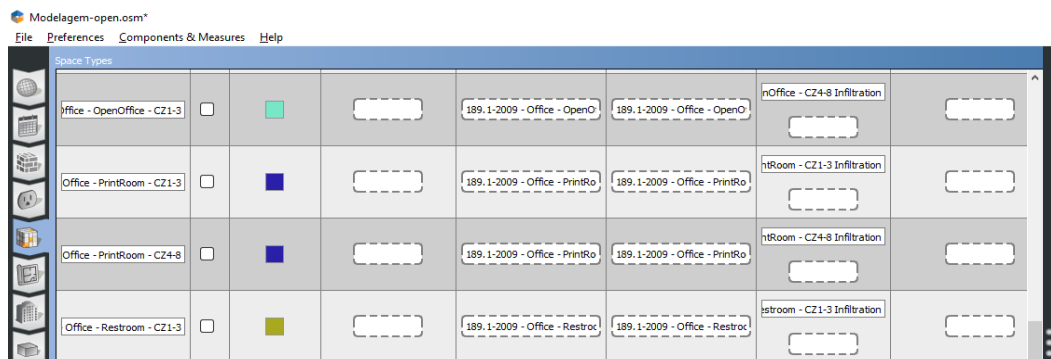 Modelagem-open.osm*
File Preferences Components & Measures Help
Space Types
Office - OpenOffice - CZ1-3
189.1-2009 - Office - OpenO
189.1-2009 - Office - OpenO
nOffice - CZ4-8 Infiltration
Office - PrintRoom - CZ1-3
189.1-2009 - Office - PrintRo
189.1-2009 - Office - PrintRo
ntRoom - CZ1-3 Infiltration
Office - PrintRoom - CZ4-8
189.1-2009 - Office - PrintRo
189.1-2009 - Office - PrintRo
ntRoom - CZ4-8 Infiltration
Office - Restroom - CZ1-3
189.1-2009 - Office - Restroo
189.1-2009 - Office - Restroo
estroom - CZ1-3 Infiltration